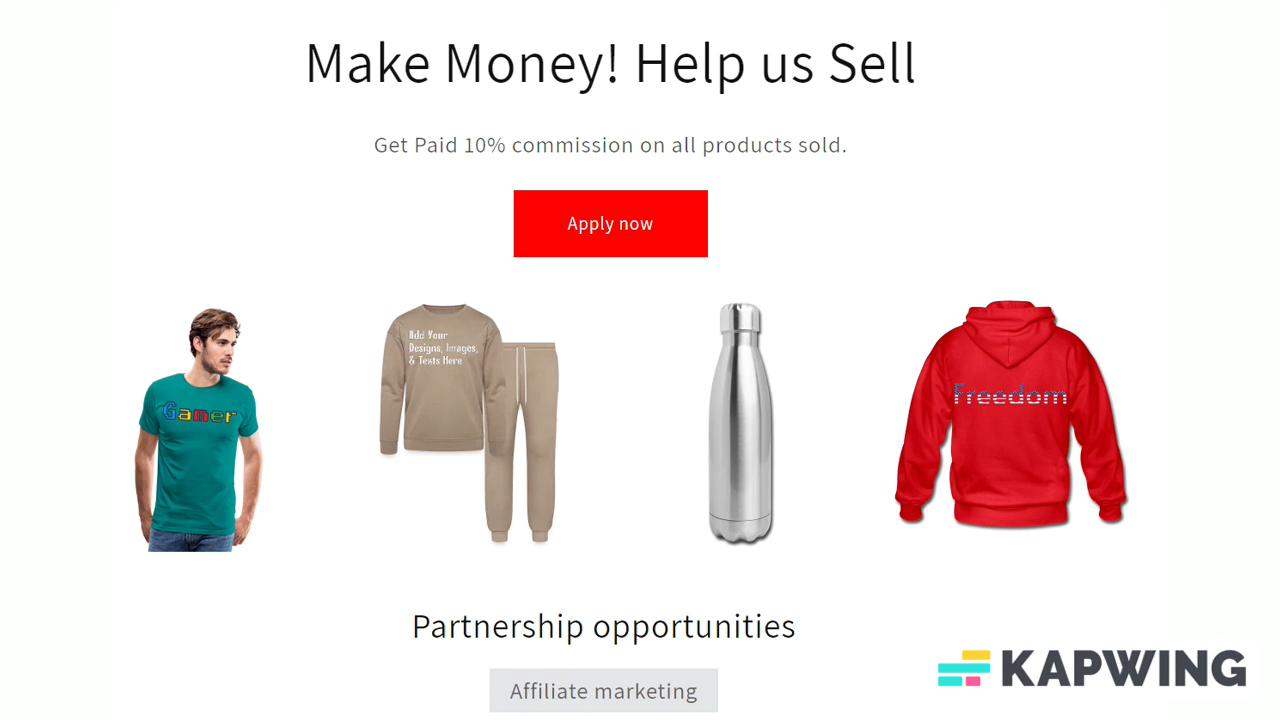 Make Money! Help us Sell
Get Paid 10% commission on all products sold.
Apply now
Gamer
Add Your
Designs, Images,
& Texts Here
Freedom
Partnership opportunities
Affiliate marketing
KAPWING